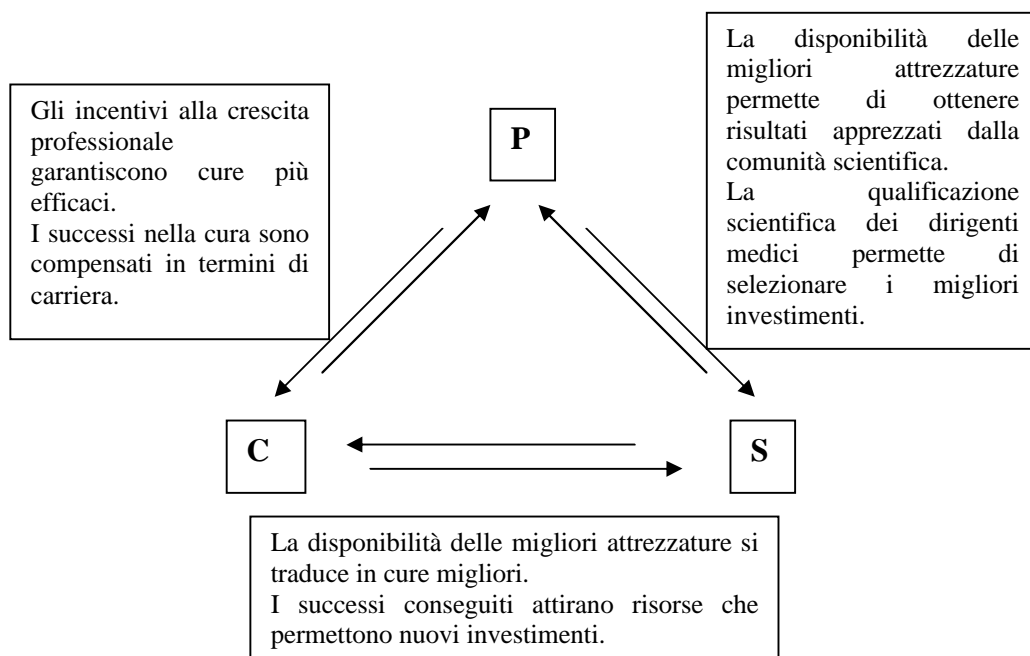 Gli incentivi alla crescita
professionale
garantiscono cure più
efficaci.
I successi nella cura sono
compensati in termini di
carriera.
P
La disponibilità delle
migliori attrezzature
permette di ottenere
risultati apprezzati dalla
comunità scientifica.
La qualificazione
scientifica dei dirigenti
medici permette di
selezionare i migliori
investimenti.
C
S
La disponibilità delle migliori attrezzature si
traduce in cure migliori.
I successi conseguiti attirano risorse che
permettono nuovi investimenti.